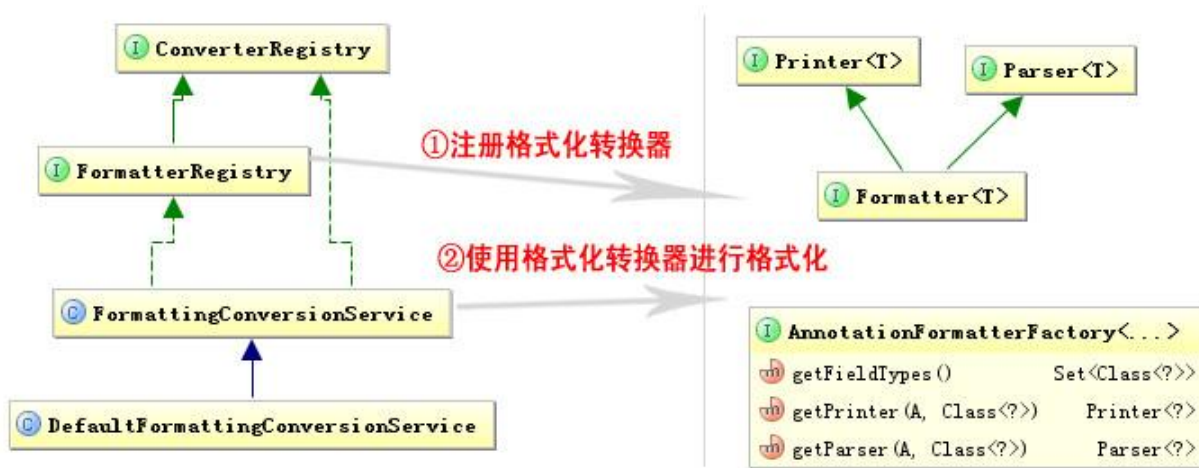 ConverterRegistry
FormatterRegistry
FormattingConversionService
DefaultFormattingConversionService
①注册格式化转换器
②使用格式化转换器进行格式化
Printer<T>
Parser<T>
Formatter<T>
AnnotationFormatterFactory<...>
getFieldTypes() Set<Class<?>>
getPrinter(A, Class<?>) Printer<?>
getParser(A, Class<?>) Parser<?>